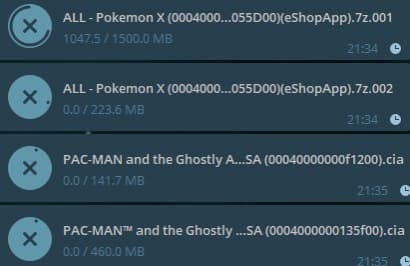 ALL - Pokemon X (0004000...055D00)(eShopApp).7z.001
1047.5 / 1500.0 MB
21:34
ALL - Pokemon X (0004000...055D00)(eShopApp).7z.002
0.0 / 223.6 MB
21:34
PAC-MAN and the Ghostly A...SA (00040000000f1200).cia
0.0 / 141.7 MB
21:35
PAC-MAN™ and the Ghostly ...SA (0004000000135f00).cia
0.0 / 460.0 MB
21:35